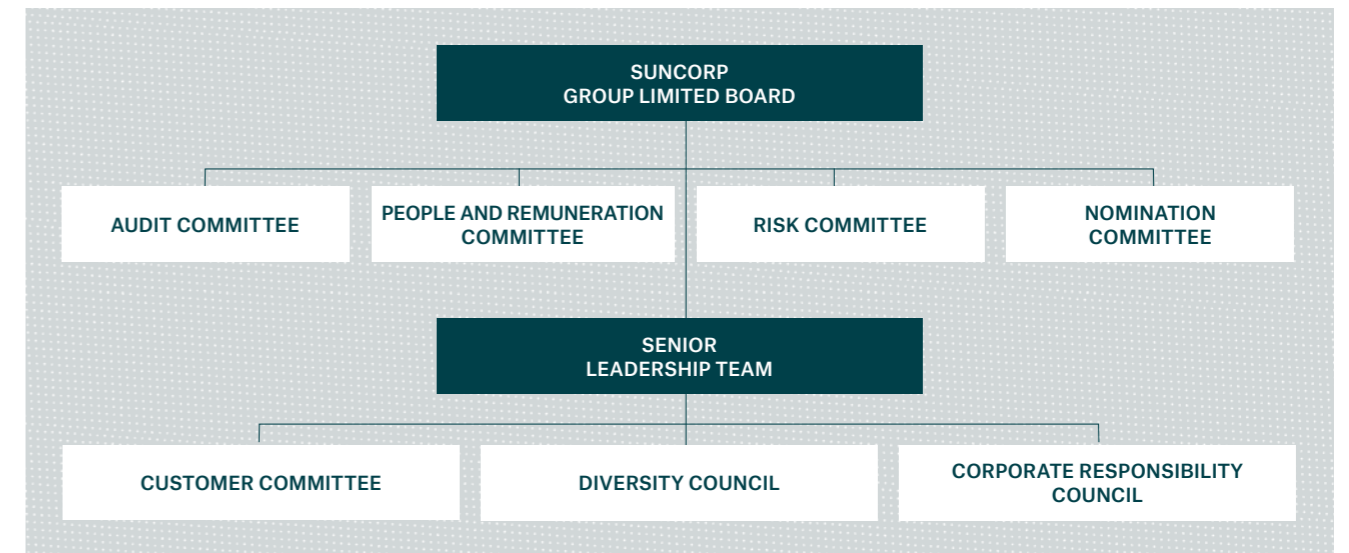 SUNCORP
GROUP LIMITED BOARD
AUDIT COMMITTEE
PEOPLE AND REMUNERATION
COMMITTEE
RISK COMMITTEE
NOMINATION
COMMITTEE
SENIOR
LEADERSHIP TEAM
CUSTOMER COMMITTEE
DIVERSITY COUNCIL
CORPORATE RESPONSIBILITY
COUNCIL